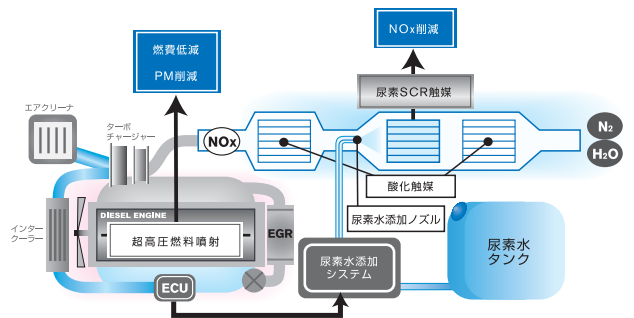 燃費低減
PM削減
NOx削減
尿素SCR触媒
エアクリーナ
ターボ
チャージャー
NOx
N2
H2O
酸化触媒
尿素水添加ノズル
DIESEL ENGINE
超高圧燃料噴射
EGR
インター
クーラー
尿素水添加
システム
尿素水
タンク
ECU